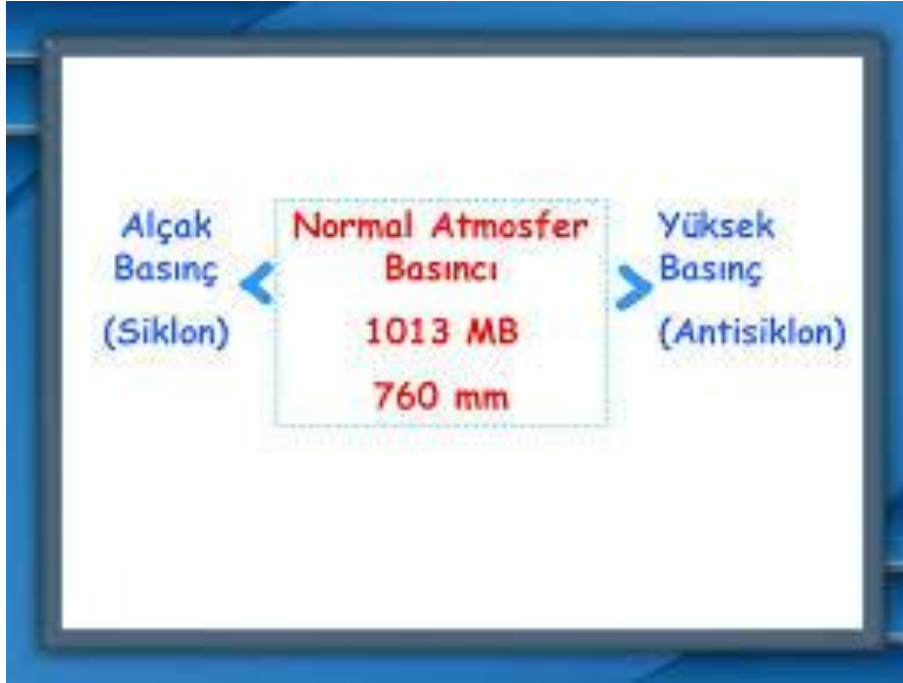 Alçak
Basınç
(Siklon)
<
Normal Atmosfer
Basıncı
1013 MB
760 mm
>
Yüksek
Basınç
(Antisiklon)